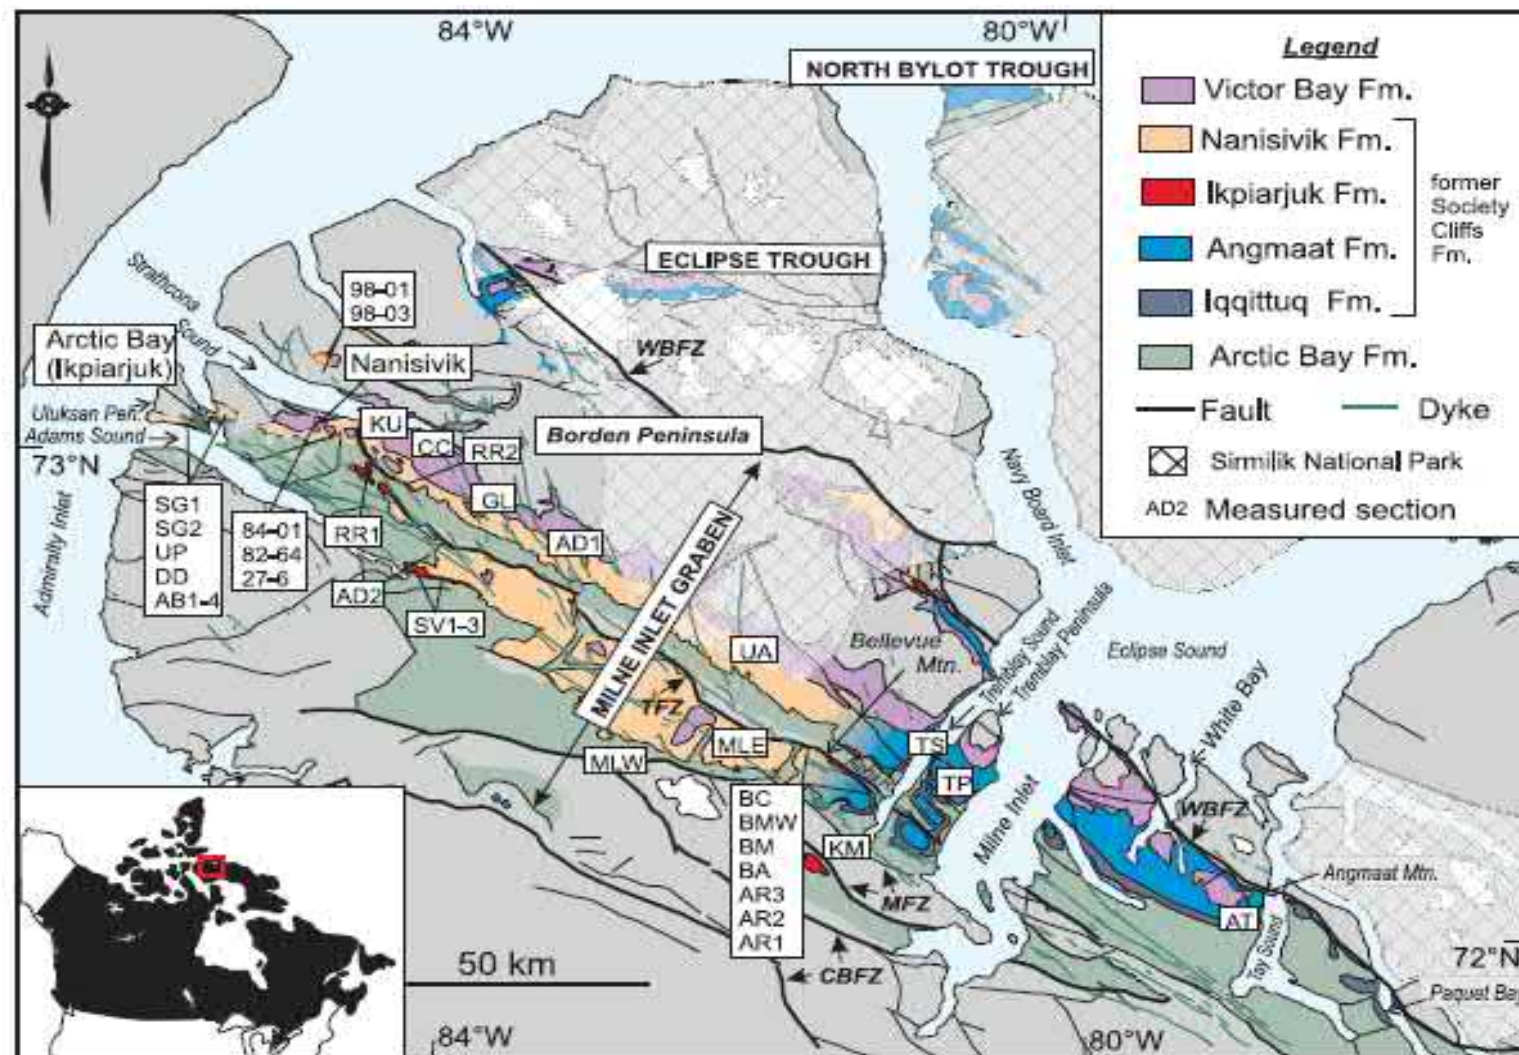 84°W
80°W
NORTH BYLOT TROUGH
Legend
Victor Bay Fm.
Nanisivik Fm.
Ikpiarjuk Fm.
Angmaat Fm.
Iqqittuq Fm.
former
Society
Cliffs
Fm.
Arctic Bay Fm.
Fault
Dyke
Sirmilik National Park
AD2 Measured section
ECLIPSE TROUGH
Strathcona
Sound
98-01
98-03
Arctic Bay
(Ikpiarjuk)
Nanisivik
WBFZ
Uluksan Pen.
Adams Sound
73°N
KU
CC
RR2
Borden Peninsula
GL
Navy Board Inlet
Admiralty Inlet
SG1
SG2
UP
DD
AB1-4
84-01
82-64
27-6
RR1
AD1
AD2
SV1-3
MILNE INLET GRABEN
UA
Bellevue
Mtn.
Tremblay Sound
Tremblay Peninsula
Eclipse Sound
White Bay
TFZ
MLE
MLW
TS
TP
Milne Inlet
WBFZ
BC
BMW
BM
BA
AR3
AR2
AR1
KM
MFZ
CBFZ
Angmaat Mtn.
AT
Tay Sound
72°N
Paquet Bay
50 km
84°W
80°W